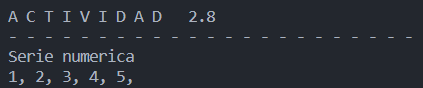 A C T I V I D A D   2.8
- - - - - - - - - - - - - - - - - - - - - - - -
Serie numerica
1, 2, 3, 4, 5,